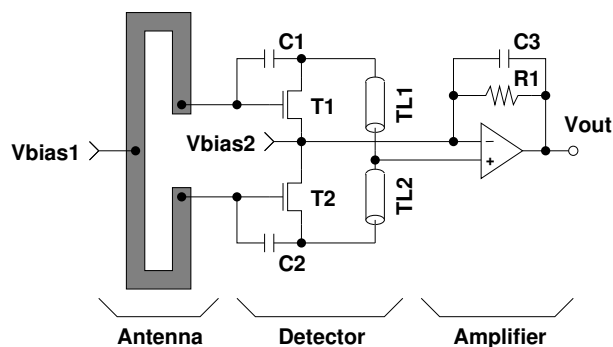 C1
C3
TL1
R1
T1
Vout
Vbias1
Vbias2
−
+
T2
TL2
C2
Antenna
Detector
Amplifier